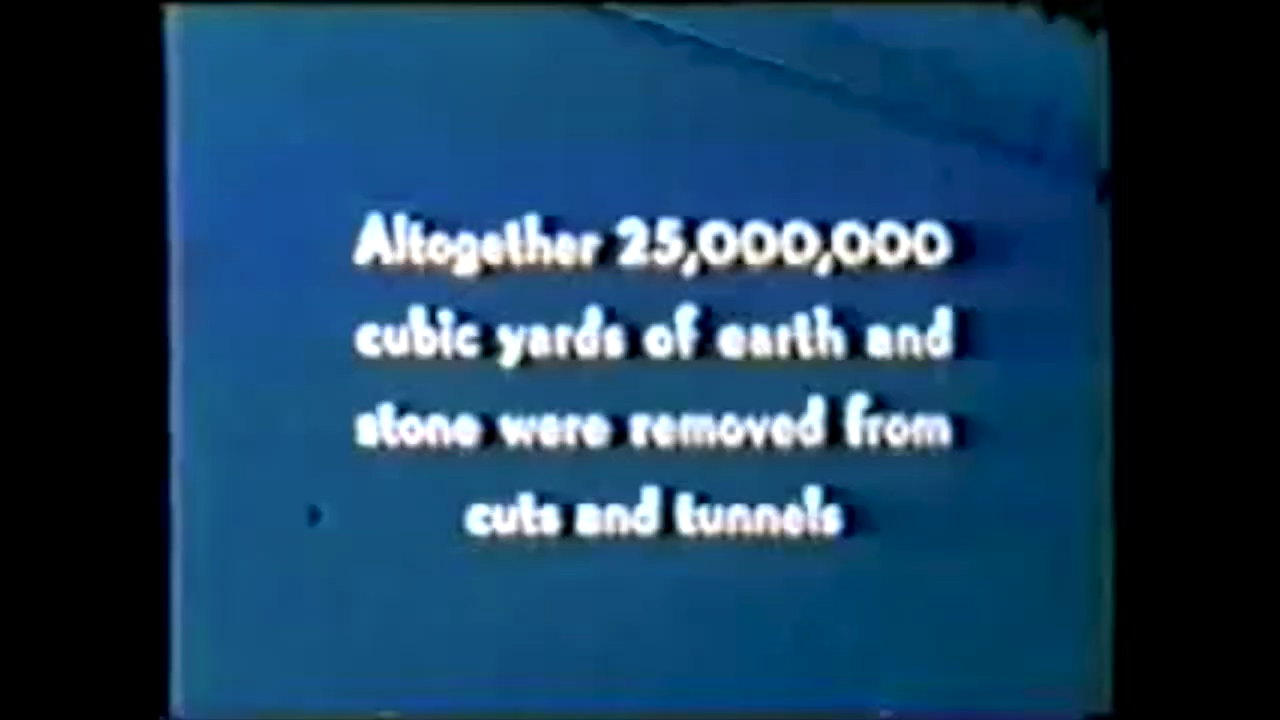 Altogether 25,000,000
cubic yards of earth and
stone were removed from
cuts and tunnels